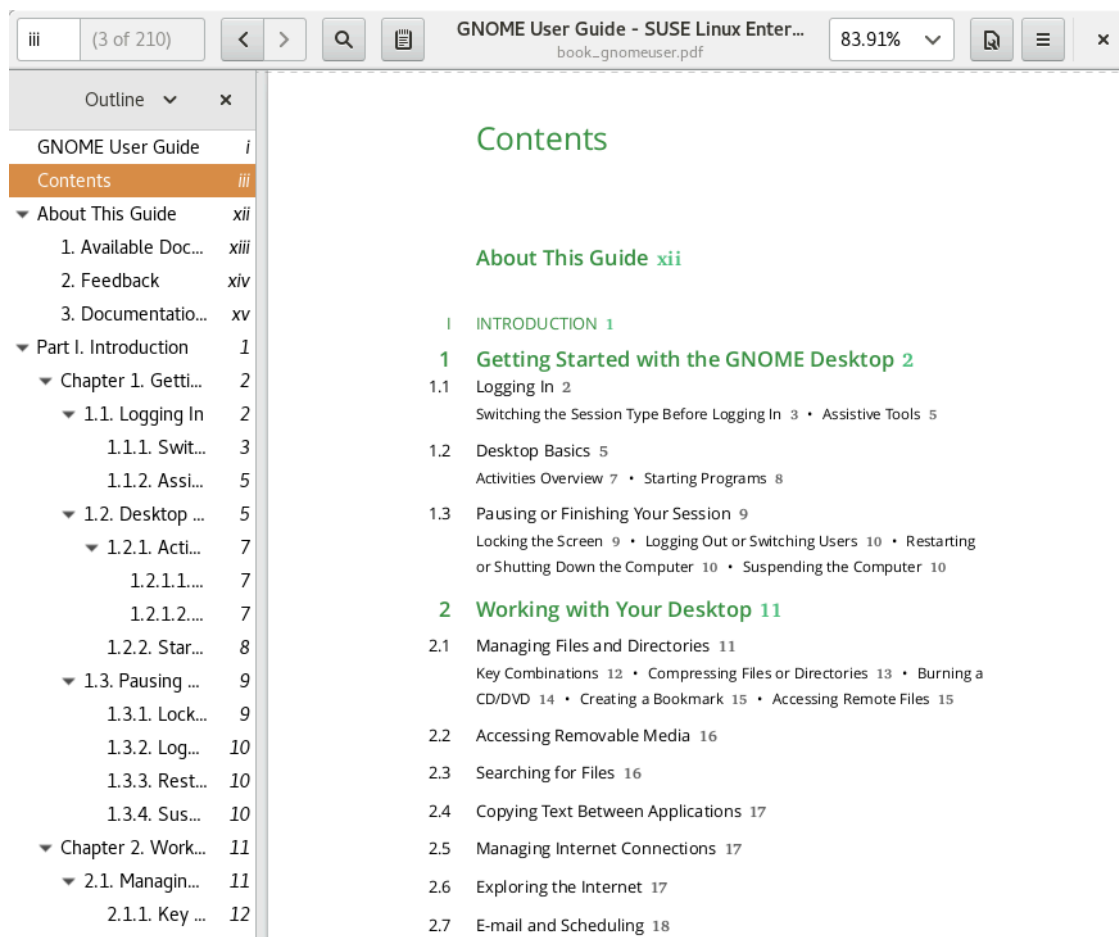 iii (3 of 210) GNOME User Guide - SUSE Linux Enter... 83.91%
book_gnomeuser.pdf
Outline
GNOME User Guide i
Contents iii
About This Guide xii
1. Available Doc... xiii
2. Feedback xiv
3. Documentatio... xv
Part I. Introduction 1
Chapter 1. Getti... 2
1.1. Logging In 2
1.1.1. Swit... 3
1.1.2. Assi... 5
1.2. Desktop ... 5
1.2.1. Acti... 7
1.2.1.1.... 7
1.2.1.2.... 7
1.2.2. Star... 8
1.3. Pausing ... 9
1.3.1. Lock... 9
1.3.2. Log... 10
1.3.3. Rest... 10
1.3.4. Sus... 10
Chapter 2. Work... 11
2.1. Managin... 11
2.1.1. Key ... 12
Contents
About This Guide xii
I INTRODUCTION 1
1 Getting Started with the GNOME Desktop 2
1.1 Logging In 2
Switching the Session Type Before Logging In 3 • Assistive Tools 5
1.2 Desktop Basics 5
Activities Overview 7 • Starting Programs 8
1.3 Pausing or Finishing Your Session 9
Locking the Screen 9 • Logging Out or Switching Users 10 • Restarting
or Shutting Down the Computer 10 • Suspending the Computer 10
2 Working with Your Desktop 11
2.1 Managing Files and Directories 11
Key Combinations 12 • Compressing Files or Directories 13 • Burning a
CD/DVD 14 • Creating a Bookmark 15 • Accessing Remote Files 15
2.2 Accessing Removable Media 16
2.3 Searching for Files 16
2.4 Copying Text Between Applications 17
2.5 Managing Internet Connections 17
2.6 Exploring the Internet 17
2.7 E-mail and Scheduling 18